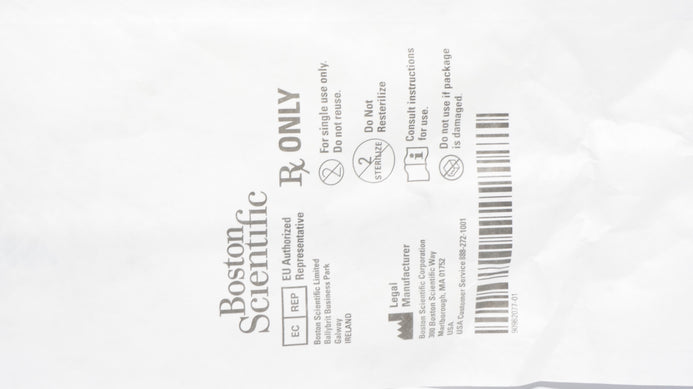 Boston
Scientific
EC REP
EU Authorized
Representative
Boston Scientific Limited
Ballybrit Business Park
Galway
IRELAND
Legal
Manufacturer
Boston Scientific Corporation
300 Boston Scientific Way
Marlborough, MA 01752
USA
USA Customer Service 888-272-1001
℞ ONLY
For single use only.
Do not reuse.
2
STERILIZE
Do Not
Resterilize
i
Consult instructions
for use.
Do not use if package
is damaged.